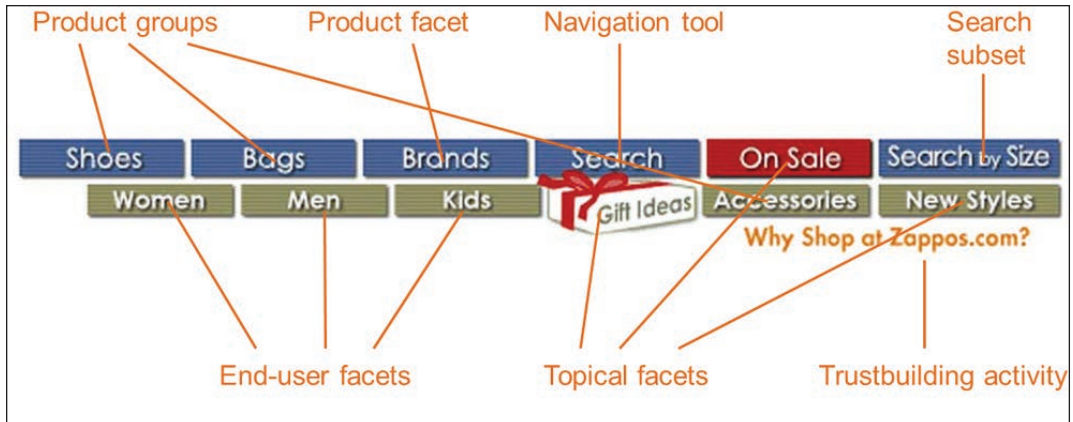 Product groups
Product facet
Navigation tool
Search
subset
Shoes
Bags
Brands
Search
On Sale
Search by Size
Women
Men
Kids
Gift Ideas
Accessories
New Styles
Why Shop at Zappos.com?
End-user facets
Topical facets
Trustbuilding activity